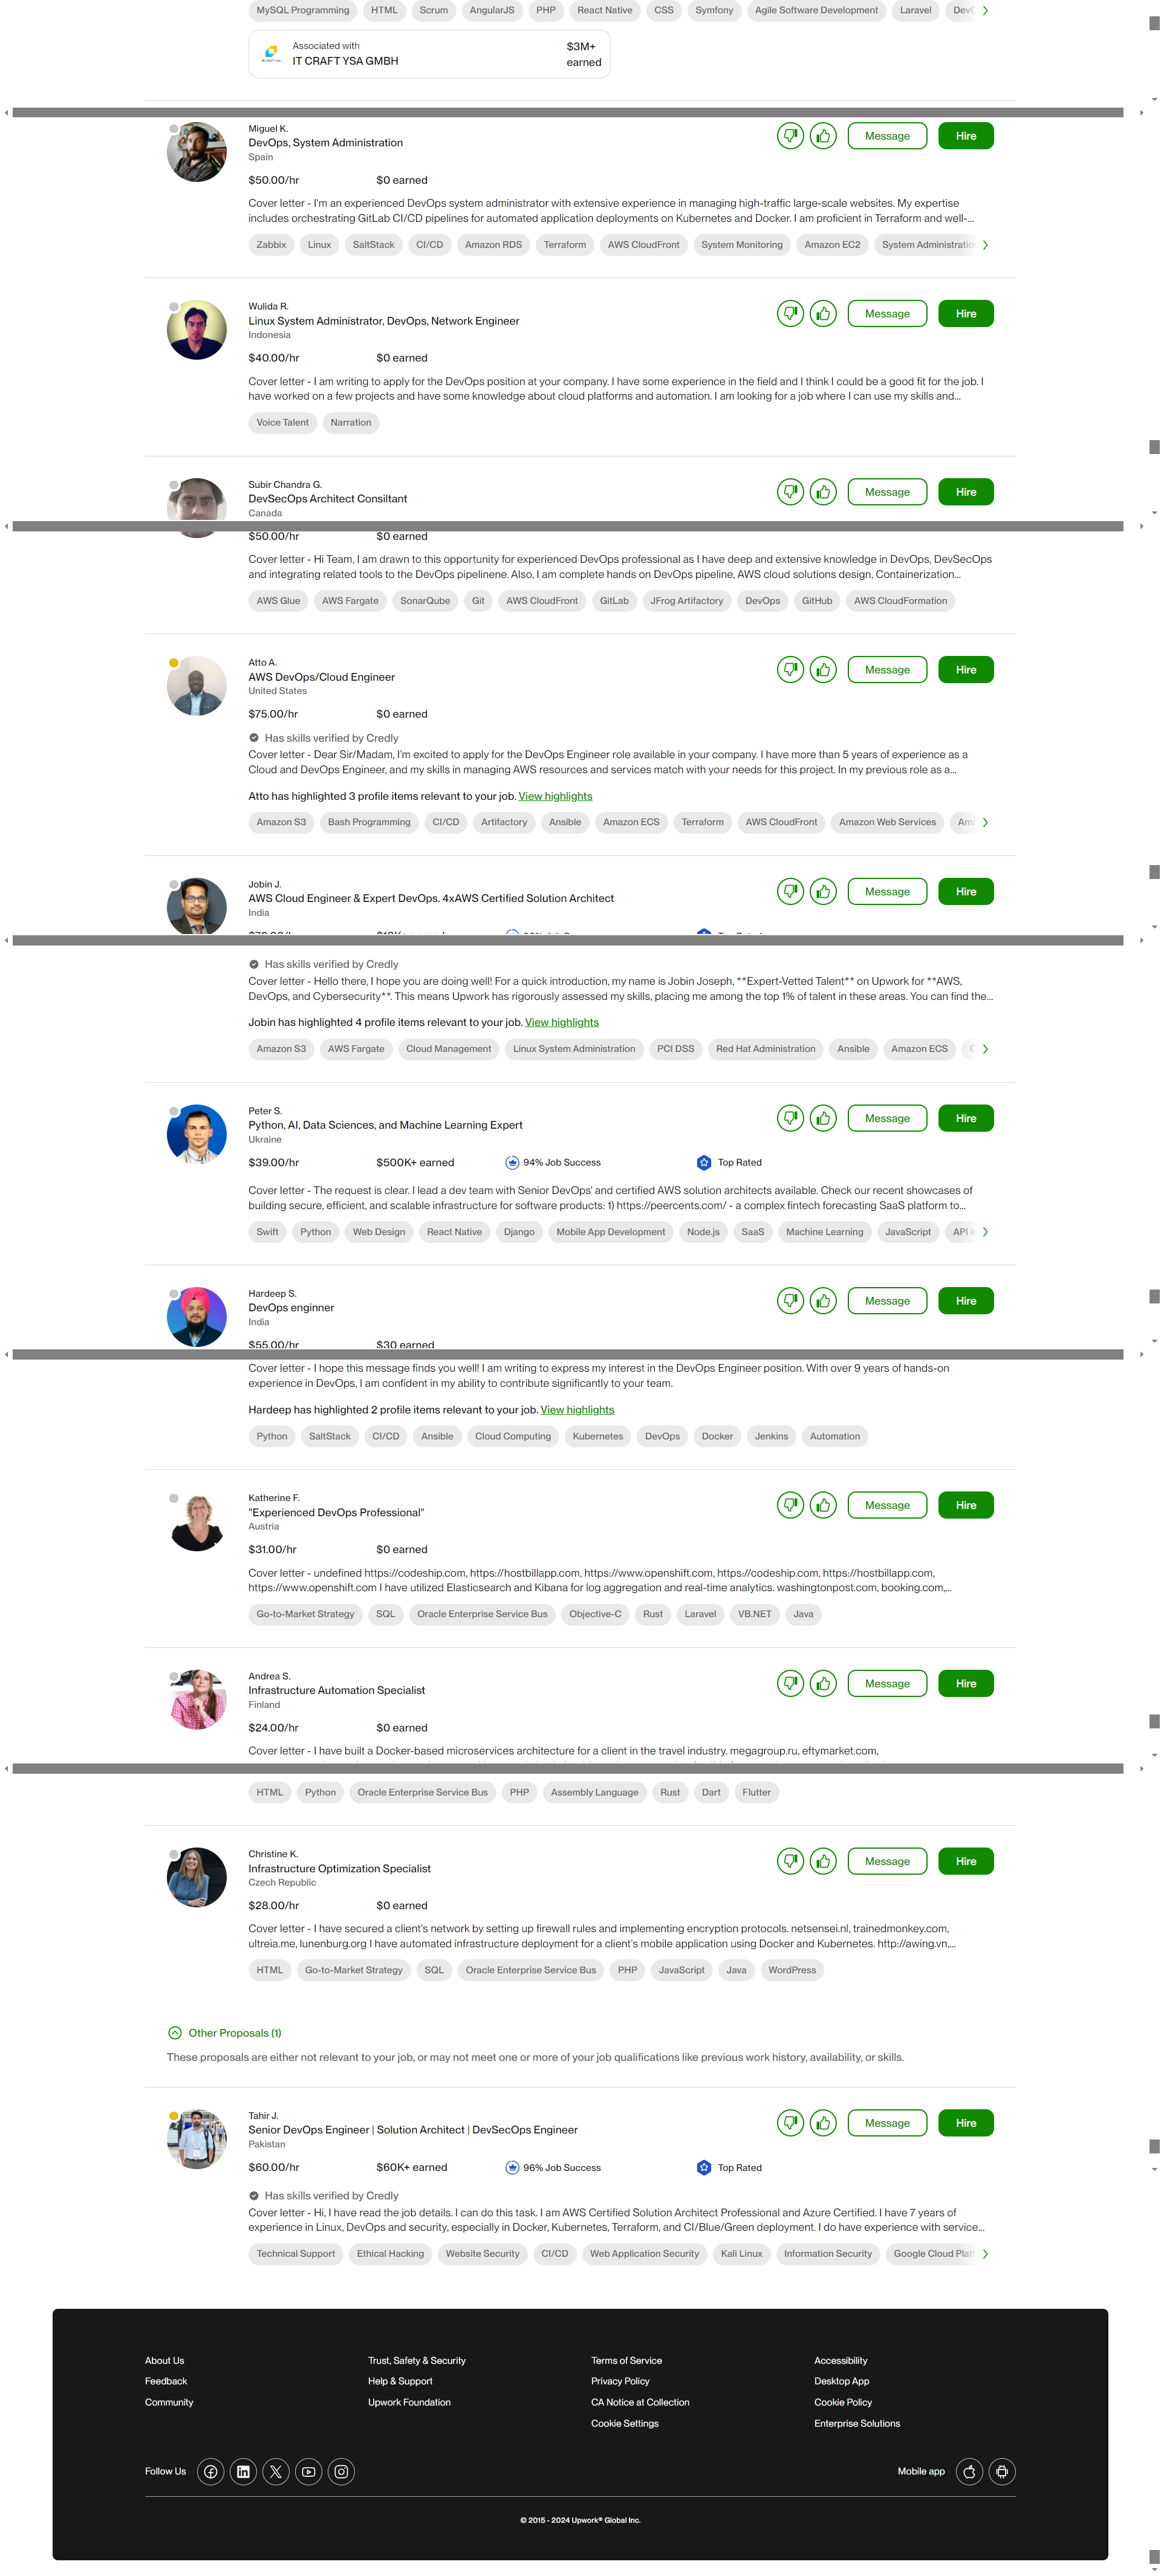 MySQL Programming HTML Scrum AngularJS PHP React Native CSS Symfony Agile Software Development Laravel
Associated with
IT CRAFT YSA GMBH
$3M+
earned
Miguel K.
DevOps, System Administration
Spain
Message Hire
$50.00/hr $0 earned
Cover letter - I'm an experienced DevOps system administrator with extensive experience in managing high-traffic large-scale websites. My expertise
includes orchestrating GitLab CI/CD pipelines for automated application deployments on Kubernetes and Docker. I am proficient in Terraform and well-...
Zabbix Linux SaltStack CI/CD Amazon RDS Terraform AWS CloudFront System Monitoring Amazon EC2 System Administratio
Wulida R.
Linux System Administrator, DevOps, Network Engineer
Indonesia
Message Hire
$40.00/hr $0 earned
Cover letter - I am writing to apply for the DevOps position at your company. I have some experience in the field and I think I could be a good fit for the job. I
have worked on a few projects and have some knowledge about cloud platforms and automation. I am looking for a job where I can use my skills and...
Voice Talent Narration
Subir Chandra G.
DevSecOps Architect Consiltant
Canada
Message Hire
$50.00/hr $0 earned
Cover letter - Hi Team, I am drawn to this opportunity for experienced DevOps professional as I have deep and extensive knowledge in DevOps, DevSecOps
and integrating related tools to the DevOps pipelinene. Also, I am complete hands on DevOps pipeline, AWS cloud solutions design, Containerization...
AWS Glue AWS Fargate SonarQube Git AWS CloudFront GitLab JFrog Artifactory DevOps GitHub AWS CloudFormation
Atto A.
AWS DevOps/Cloud Engineer
United States
Message Hire
$75.00/hr $0 earned
Has skills verified by Credly
Cover letter - Dear Sir/Madam, I'm excited to apply for the DevOps Engineer role available in your company. I have more than 5 years of experience as a
Cloud and DevOps Engineer, and my skills in managing AWS resources and services match with your needs for this project. In my previous role as a...
Atto has highlighted 3 profile items relevant to your job. View highlights
Amazon S3 Bash Programming CI/CD Artifactory Ansible Amazon ECS Terraform AWS CloudFront Amazon Web Services
Jobin J.
AWS Cloud Engineer & Expert DevOps. 4xAWS Certified Solution Architect
India
Message Hire
Has skills verified by Credly
Cover letter - Hello there, I hope you are doing well! For a quick introduction, my name is Jobin Joseph, **Expert-Vetted Talent** on Upwork for **AWS,
DevOps, and Cybersecurity**. This means Upwork has rigorously assessed my skills, placing me among the top 1% of talent in these areas. You can find the...
Jobin has highlighted 4 profile items relevant to your job. View highlights
Amazon S3 AWS Fargate Cloud Management Linux System Administration PCI DSS Red Hat Administration Ansible Amazon ECS
Peter S.
Python, AI, Data Sciences, and Machine Learning Expert
Ukraine
Message Hire
$39.00/hr $500K+ earned 94% Job Success Top Rated
Cover letter - The request is clear. I lead a dev team with Senior DevOps' and certified AWS solution architects available. Check our recent showcases of
building secure, efficient, and scalable infrastructure for software products: 1) https://peercents.com/ - a complex fintech forecasting SaaS platform to...
Swift Python Web Design React Native Django Mobile App Development Node.js SaaS Machine Learning JavaScript API
Hardeep S.
DevOps enginner
India
Message Hire
$55.00/hr $30 earned
Cover letter - I hope this message finds you well! I am writing to express my interest in the DevOps Engineer position. With over 9 years of hands-on
experience in DevOps, I am confident in my ability to contribute significantly to your team.
Hardeep has highlighted 2 profile items relevant to your job. View highlights
Python SaltStack CI/CD Ansible Cloud Computing Kubernetes DevOps Docker Jenkins Automation
Katherine F.
"Experienced DevOps Professional"
Austria
Message Hire
$31.00/hr $0 earned
Cover letter - undefined https://codeship.com, https://hostbillapp.com, https://www.openshift.com, https://codeship.com, https://hostbillapp.com,
https://www.openshift.com I have utilized Elasticsearch and Kibana for log aggregation and real-time analytics. washingtonpost.com, booking.com,...
Go-to-Market Strategy SQL Oracle Enterprise Service Bus Objective-C Rust Laravel VB.NET Java
Andrea S.
Infrastructure Automation Specialist
Finland
Message Hire
$24.00/hr $0 earned
Cover letter - I have built a Docker-based microservices architecture for a client in the travel industry. megagroup.ru, eftymarket.com,
HTML Python Oracle Enterprise Service Bus PHP Assembly Language Rust Dart Flutter
Christine K.
Infrastructure Optimization Specialist
Czech Republic
Message Hire
$28.00/hr $0 earned
Cover letter - I have secured a client's network by setting up firewall rules and implementing encryption protocols. netsensei.nl, trainedmonkey.com,
ultreia.me, lunenburg.org I have automated infrastructure deployment for a client's mobile application using Docker and Kubernetes. http://awing.vn,...
HTML Go-to-Market Strategy SQL Oracle Enterprise Service Bus PHP JavaScript Java WordPress
Other Proposals (1)
These proposals are either not relevant to your job, or may not meet one or more of your job qualifications like previous work history, availability, or skills.
Tahir J.
Senior DevOps Engineer | Solution Architect | DevSecOps Engineer
Pakistan
Message Hire
$60.00/hr $60K+ earned 96% Job Success Top Rated
Has skills verified by Credly
Cover letter - Hi, I have read the job details. I can do this task. I am AWS Certified Solution Architect Professional and Azure Certified. I have 7 years of
experience in Linux, DevOps and security, especially in Docker, Kubernetes, Terraform, and CI/Blue/Green deployment. I do have experience with service...
Technical Support Ethical Hacking Website Security CI/CD Web Application Security Kali Linux Information Security Google Cloud Plat
About Us Trust, Safety & Security Terms of Service Accessibility
Feedback Help & Support Privacy Policy Desktop App
Community Upwork Foundation CA Notice at Collection Cookie Policy
Cookie Settings Enterprise Solutions
Follow Us Mobile app
© 2015 - 2024 Upwork® Global Inc.